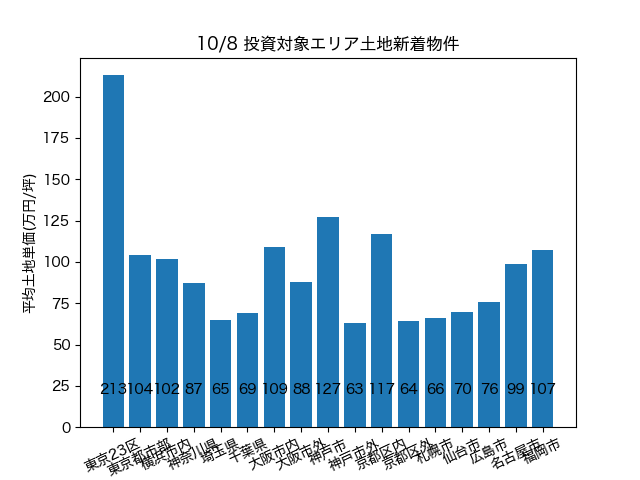 10/8 投資対象エリア土地新着物件
平均土地単価(万円/坪)
200
175
150
125
100
75
50
25
0
213 104 102 87 65 69 109 88 127 63 117 64 66 70 76 99 107
東京23区
東京都市部
横浜市内
神奈川県
埼玉県
千葉県
大阪市内
大阪市外
神戸市
神戸市外
京都区内
京都区外
札幌市
仙台市
広島市
名古屋市
福岡市